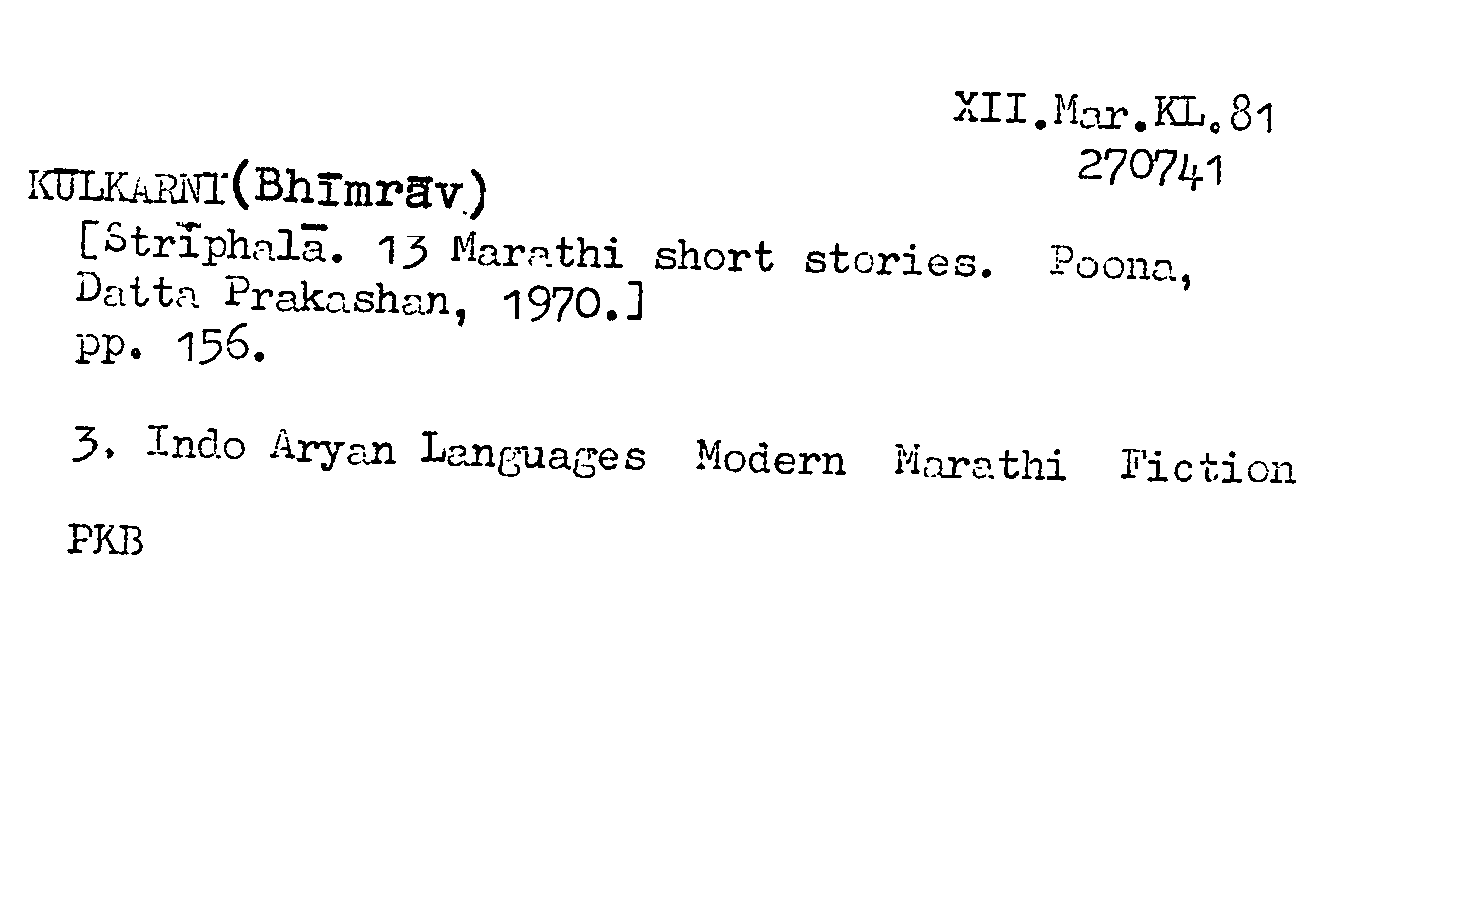 XII.Mar.KL.81
270741
KULKARNI(Bhīmrāv)
[Strīphalā. 13 Marathi short stories. Poona,
Datta Prakashan, 1970.]
pp. 156.
3. Indo Aryan Languages Modern Marathi Fiction
PKB